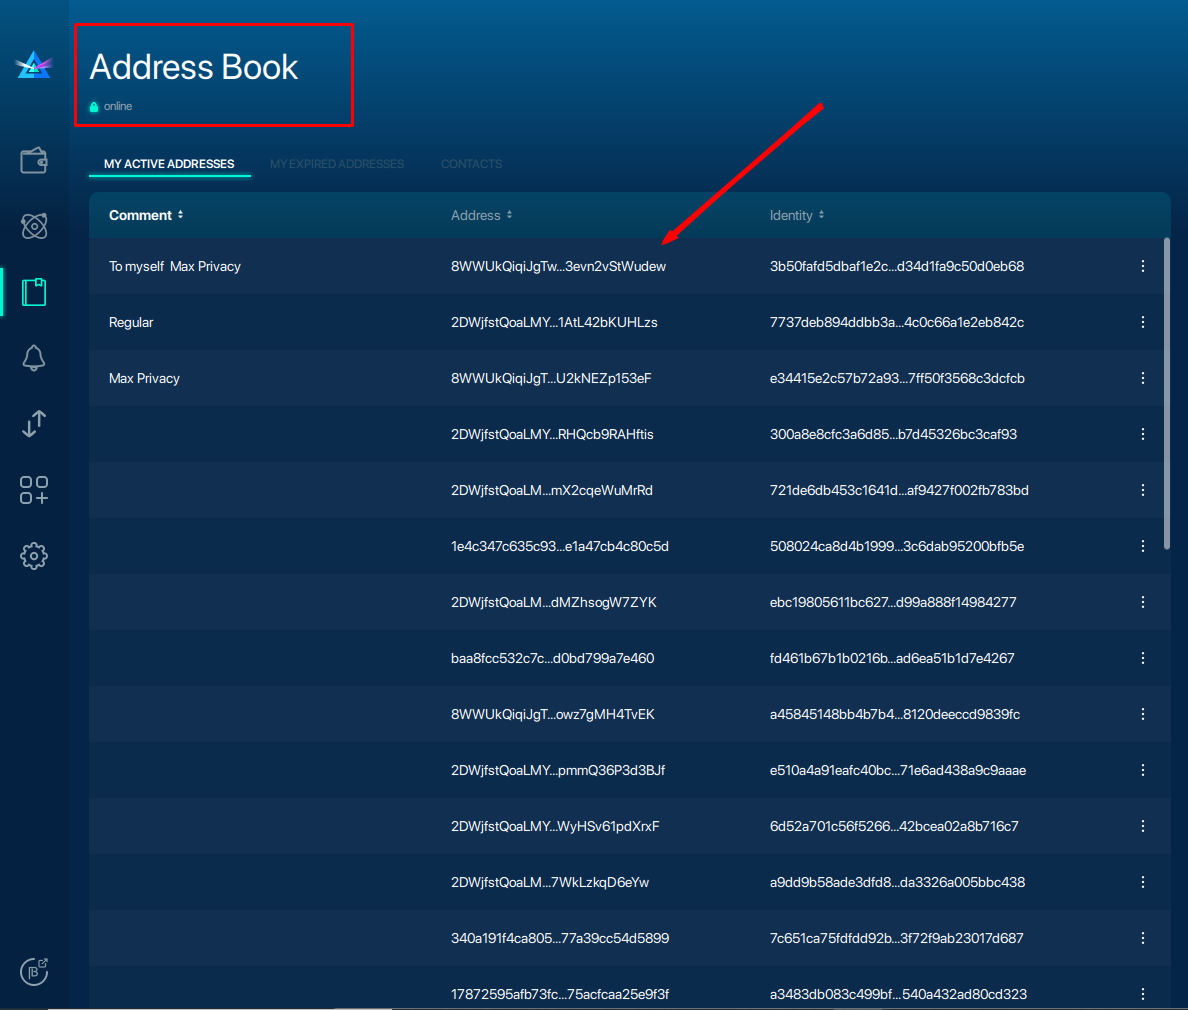 Address Book
online
MY ACTIVE ADDRESSES MY EXPIRED ADDRESSES CONTACTS
Comment Address Identity
To myself Max Privacy 8WWUkQiqiJgTw...3evn2vStWudew 3b50fafd5dbaf1e2c...d34d1fa9c50d0eb68
Regular 2DWjfstQoaLMY...1AtL42bKUHLzs 7737deb894ddbb3a...4c0c66a1e2eb842c
Max Privacy 8WWUkQiqiJgT...U2kNEZp153eF e34415e2c57b72a93...7ff50f3568c3dcfcb
2DWjfstQoaLMY...RHQcb9RAHftis 300a8e8cfc3a6d85...b7d45326bc3caf93
2DWjfstQoaLM...mX2cqeWuMrRd 721de6db453c1641d...af9427f002fb783bd
1e4c347c635c93...e1a47cb4c80c5d 508024ca8d4b1999...3c6dab95200bfb5e
2DWjfstQoaLM...dMZhsogW7ZYK ebc19805611bc627...d99a888f14984277
baa8fcc532c7c...d0bd799a7e460 fd461b67b1b0216b...ad6ea51b1d7e4267
8WWUkQiqiJgT...owz7gMH4TvEK a45845148bb4b7b4...8120deeccd9839fc
2DWjfstQoaLMY...pmmQ36P3d3BJf e510a4a91eafc40bc...71e6ad438a9c9aaae
2DWjfstQoaLMY...WyHSv61pdXrxF 6d52a701c56f5266...42bcea02a8b716c7
2DWjfstQoaLM...7WkLzkqD6eYw a9dd9b58ade3dfd8...da3326a005bbc438
340a191f4ca805...77a39cc54d5899 7c651ca75fdfdd92b...3f72f9ab23017d687
17872595afb73fc...75acfcaa25e9f3f a3483db083c499bf...540a432ad80cd323